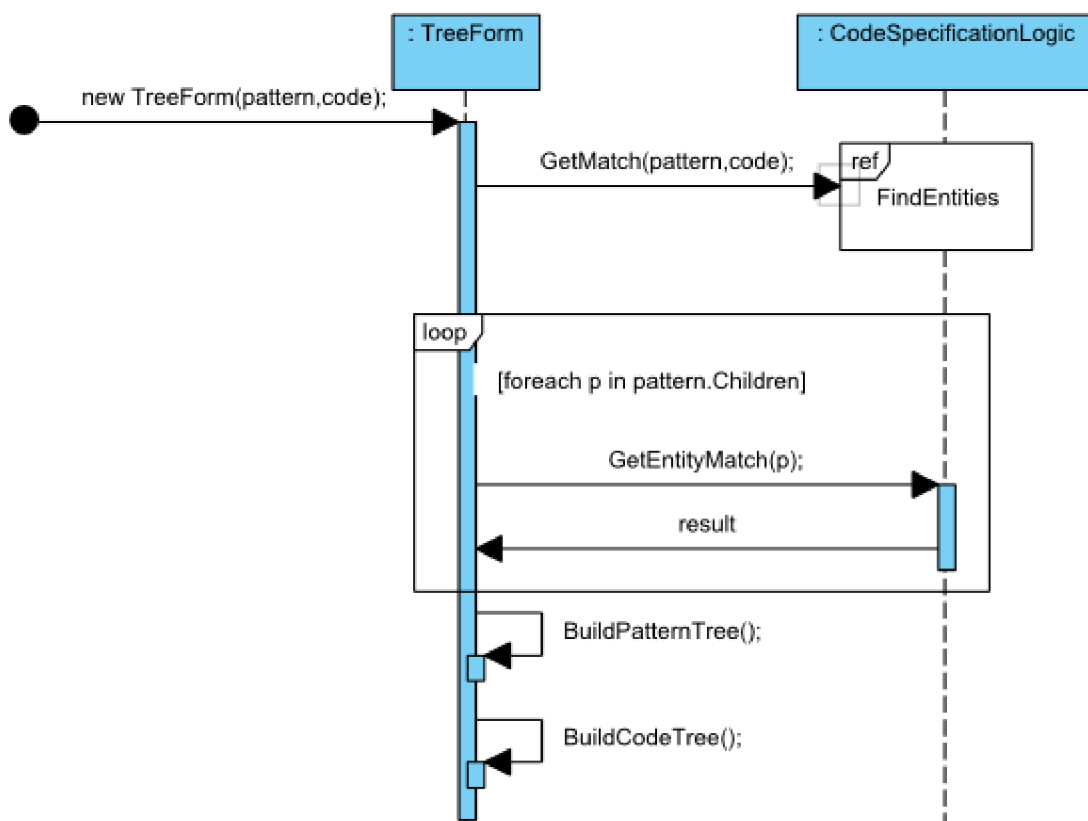 : TreeForm
: CodeSpecificationLogic
new TreeForm(pattern,code);
GetMatch(pattern,code);
ref
FindEntities
loop
[foreach p in pattern.Children]
GetEntityMatch(p);
result
BuildPatternTree();
BuildCodeTree();